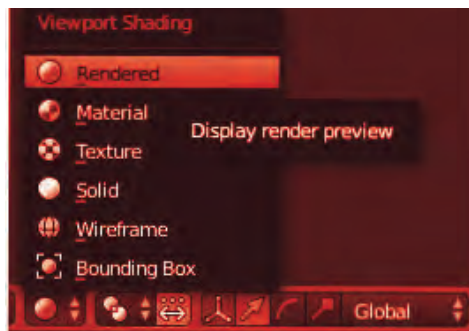 Viewport Shading
Rendered
Material
Display render preview
Texture
Solid
Wireframe
Bounding Box
Global